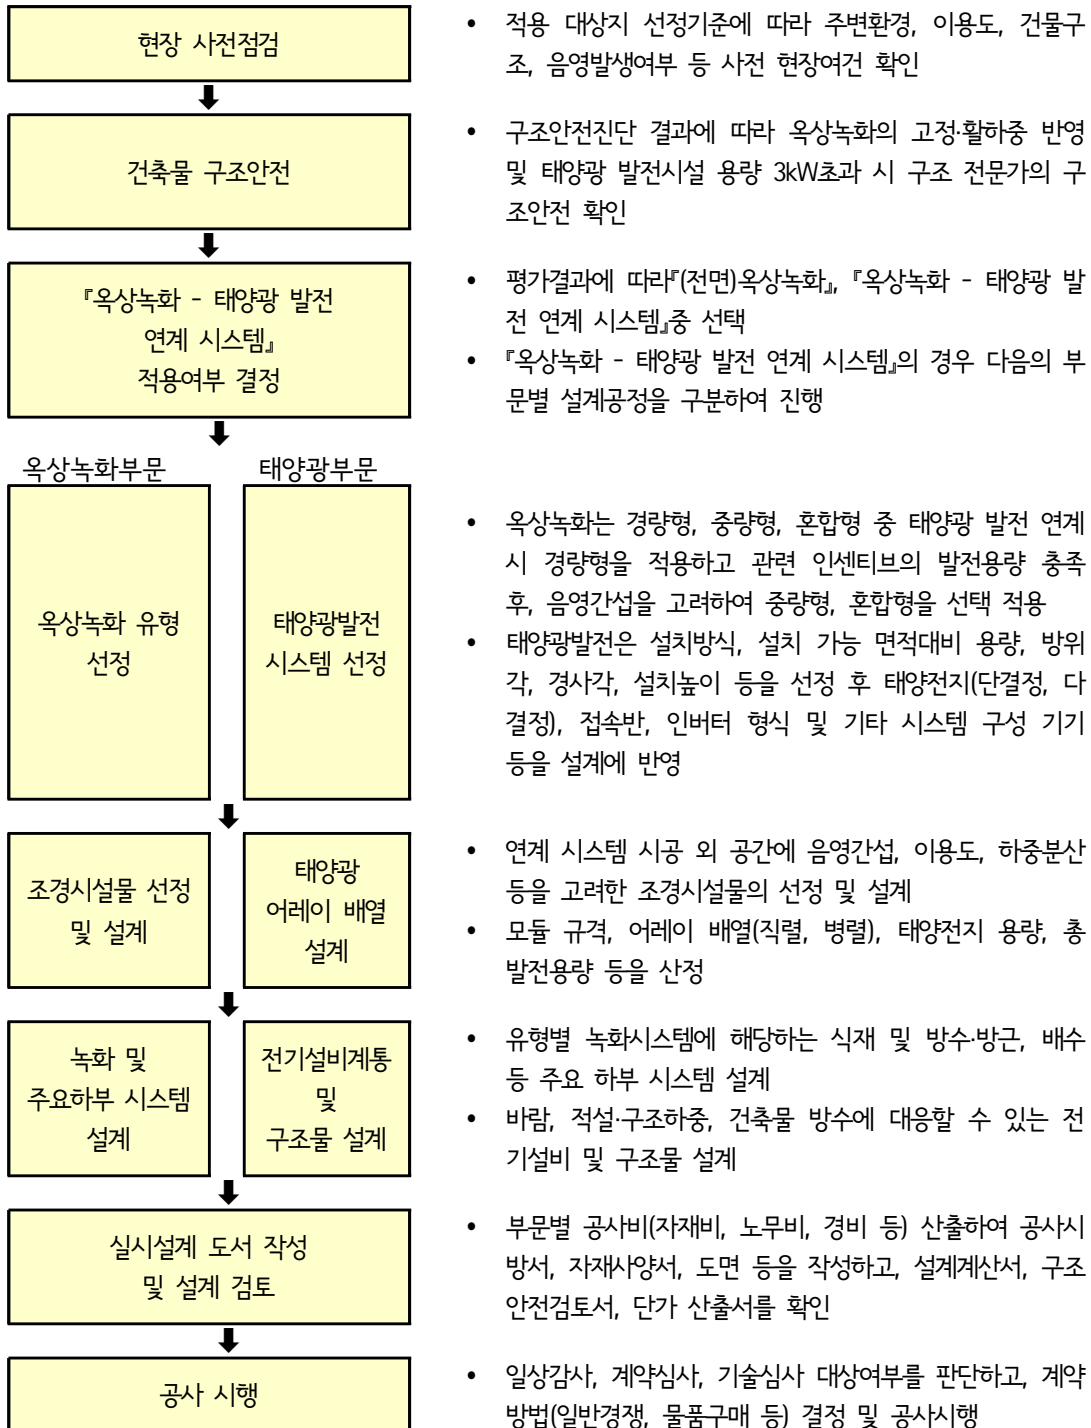 현장 사전점검
• 적용 대상지 선정기준에 따라 주변환경, 이용도, 건물구
조, 음영발생여부 등 사전 현장여건 확인
건축물 구조안전
• 구조안전진단 결과에 따라 옥상녹화의 고정·활하중 반영
및 태양광 발전시설 용량 3kW초과 시 구조 전문가의 구
조안전 확인
『옥상녹화 - 태양광 발전
연계 시스템』
적용여부 결정
• 평가결과에 따라『(전면)옥상녹화』, 『옥상녹화 - 태양광 발
전 연계 시스템』중 선택
• 『옥상녹화 - 태양광 발전 연계 시스템』의 경우 다음의 부
문별 설계공정을 구분하여 진행
옥상녹화부문
태양광부문
옥상녹화 유형
선정
태양광발전
시스템 선정
• 옥상녹화는 경량형, 중량형, 혼합형 중 태양광 발전 연계
시 경량형을 적용하고 관련 인센티브의 발전용량 충족
후, 음영간섭을 고려하여 중량형, 혼합형을 선택 적용
• 태양광발전은 설치방식, 설치 가능 면적대비 용량, 방위
각, 경사각, 설치높이 등을 선정 후 태양전지(단결정, 다
결정), 접속반, 인버터 형식 및 기타 시스템 구성 기기
등을 설계에 반영
조경시설물 선정
및 설계
태양광
어레이 배열
설계
• 연계 시스템 시공 외 공간에 음영간섭, 이용도, 하중분산
등을 고려한 조경시설물의 선정 및 설계
• 모듈 규격, 어레이 배열(직렬, 병렬), 태양전지 용량, 총
발전용량 등을 산정
녹화 및
주요하부 시스템
설계
전기설비계통
및
구조물 설계
• 유형별 녹화시스템에 해당하는 식재 및 방수·방근, 배수
등 주요 하부 시스템 설계
• 바람, 적설·구조하중, 건축물 방수에 대응할 수 있는 전
기설비 및 구조물 설계
실시설계 도서 작성
및 설계 검토
• 부문별 공사비(자재비, 노무비, 경비 등) 산출하여 공사시
방서, 자재사양서, 도면 등을 작성하고, 설계계산서, 구조
안전검토서, 단가 산출서를 확인
공사 시행
• 일상감사, 계약심사, 기술심사 대상여부를 판단하고, 계약
방법(일반경쟁, 물품구매 등) 결정 및 공사시행